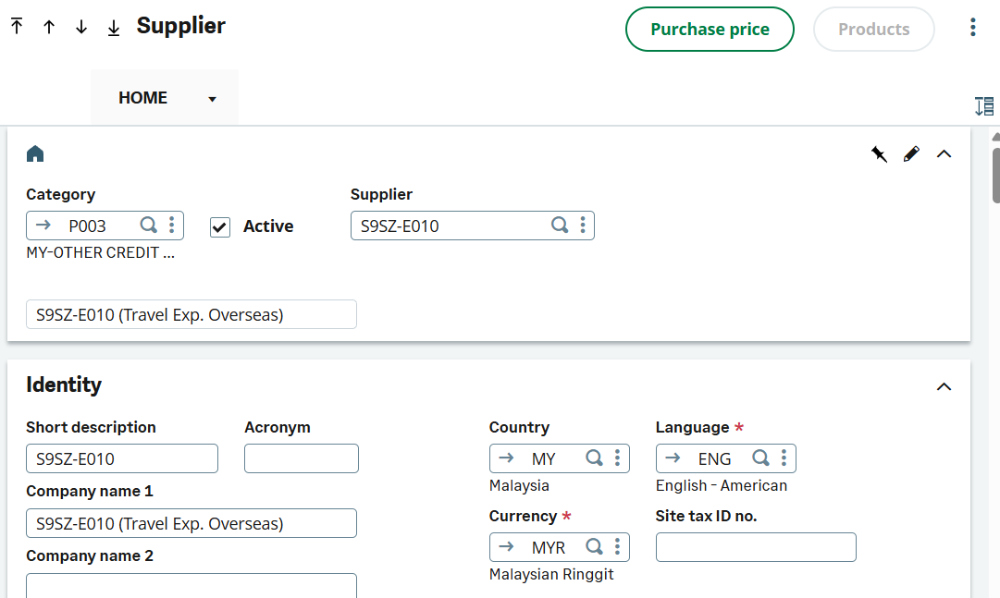 Supplier
Purchase price
Products
HOME
Category
Supplier
P003
Active
S9SZ-E010
MY-OTHER CREDIT ...
S9SZ-E010 (Travel Exp. Overseas)
Identity
Short description
Acronym
Country
Language *
S9SZ-E010
MY
ENG
Malaysia
English - American
Company name 1
Currency *
Site tax ID no.
S9SZ-E010 (Travel Exp. Overseas)
MYR
Company name 2
Malaysian Ringgit